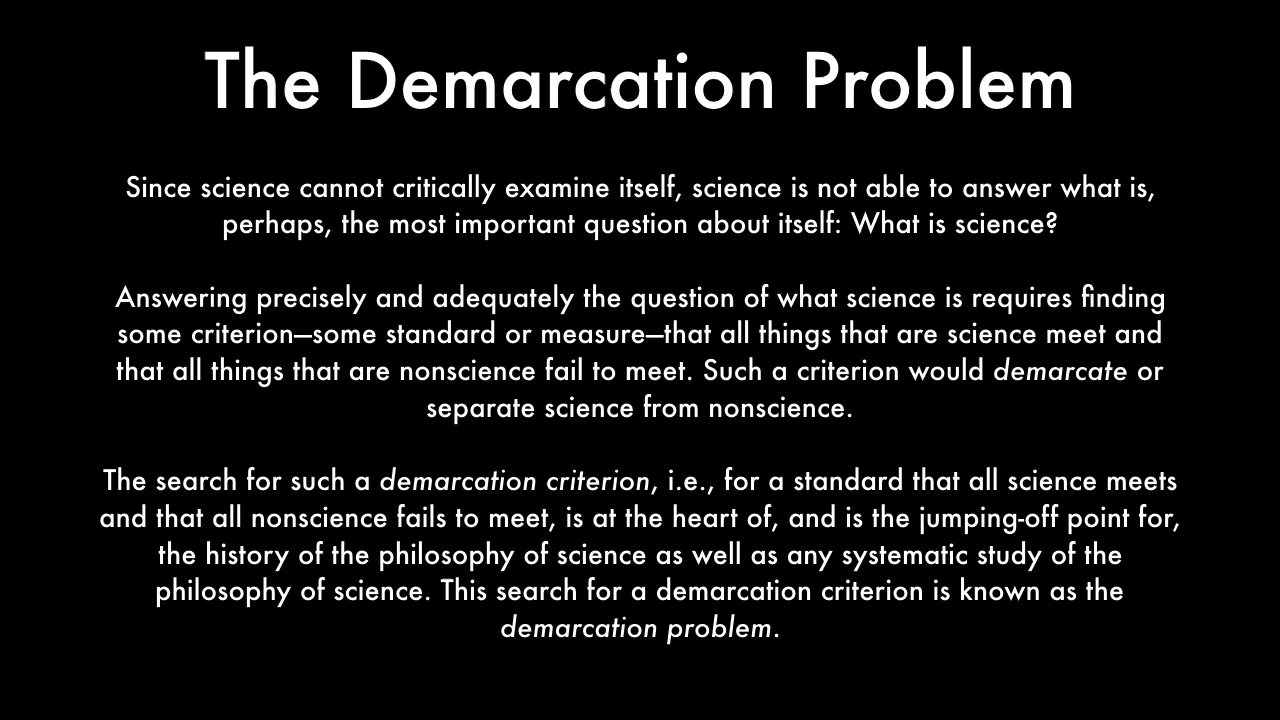 The Demarcation Problem
Since science cannot critically examine itself, science is not able to answer what is,
perhaps, the most important question about itself: What is science?
Answering precisely and adequately the question of what science is requires finding
some criterion—some standard or measure—that all things that are science meet and
that all things that are nonscience fail to meet. Such a criterion would demarcate or
separate science from nonscience.
The search for such a demarcation criterion, i.e., for a standard that all science meets
and that all nonscience fails to meet, is at the heart of, and is the jumping-off point for,
the history of the philosophy of science as well as any systematic study of the
philosophy of science. This search for a demarcation criterion is known as the
demarcation problem.